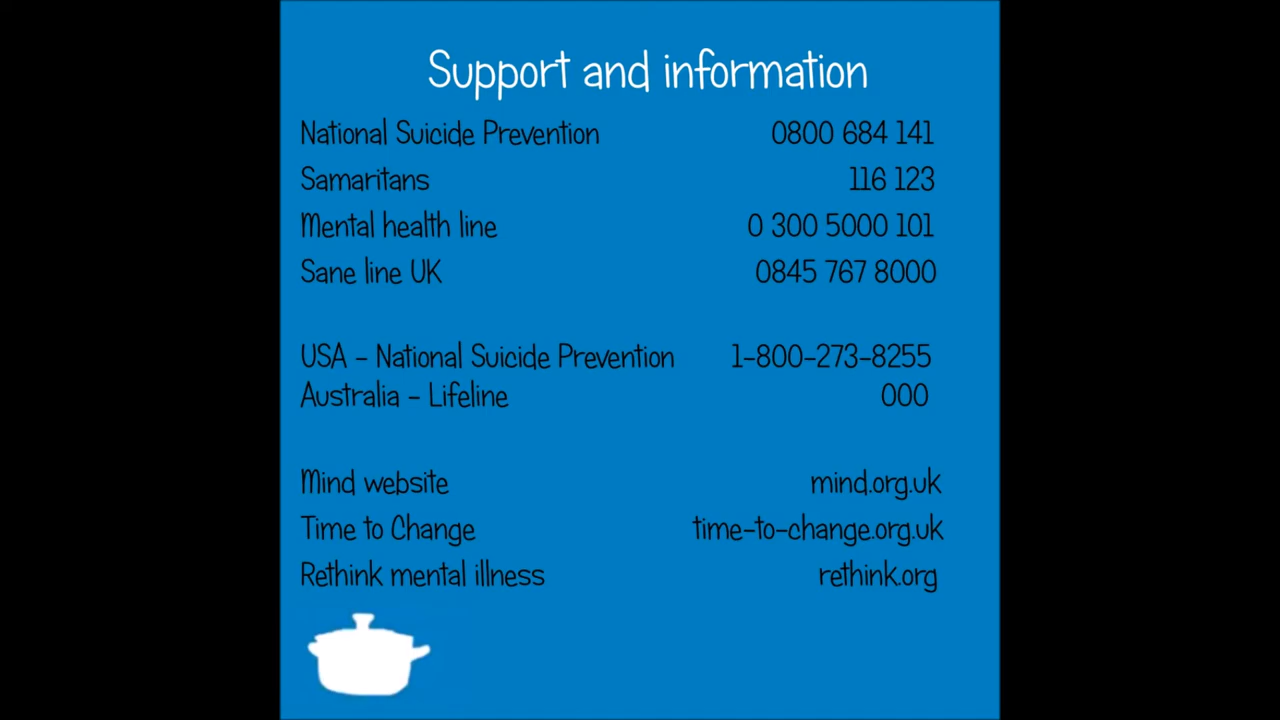 Support and information
National Suicide Prevention 0800 684 141
Samaritans 116 123
Mental health line 0 300 5000 101
Sane line UK 0845 767 8000
USA - National Suicide Prevention 1-800-273-8255
Australia - Lifeline 000
Mind website mind.org.uk
Time to Change time-to-change.org.uk
Rethink mental illness rethink.org